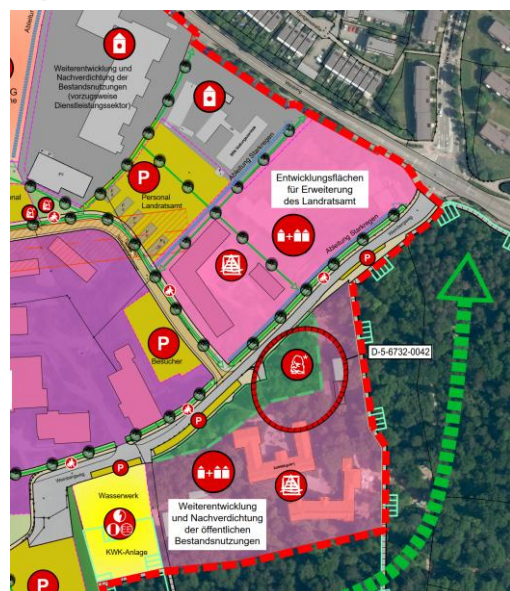 Weiterentwicklung und
Nachverdichtung der
Bestandsnutzungen
(vorzugsweise
Dienstleistungssektor)
Ableitung Starkregen
P
Personal
Landratsamt
Entwicklungsflächen
für Erweiterung
des Landratsamt
Ableitung Starkregen
P
P
Besucher
D-5-6732-0042
P
P
Wasserwerk
KWK-Anlage
Weiterentwicklung
und Nachverdichtung
der öffentlichen
Bestandsnutzungen
P